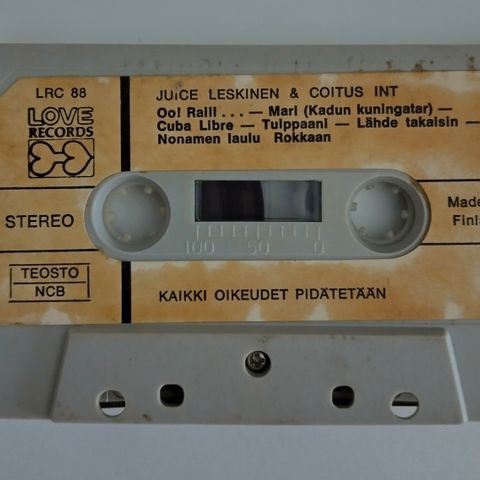 LRC 88
LOVE
RECORDS
STEREO
TEOSTO
NCB
JUiCE LESKINEN & COITUS INT
Oo! Raili . . . — Mari (Kadun kuningatar) —
Cuba Libre — Tulppaani — Lähde takaisin —
Nonamen laulu Rokkaan
100 50 0
Made
KAIKKI OIKEUDET PIDÄTETÄÄN